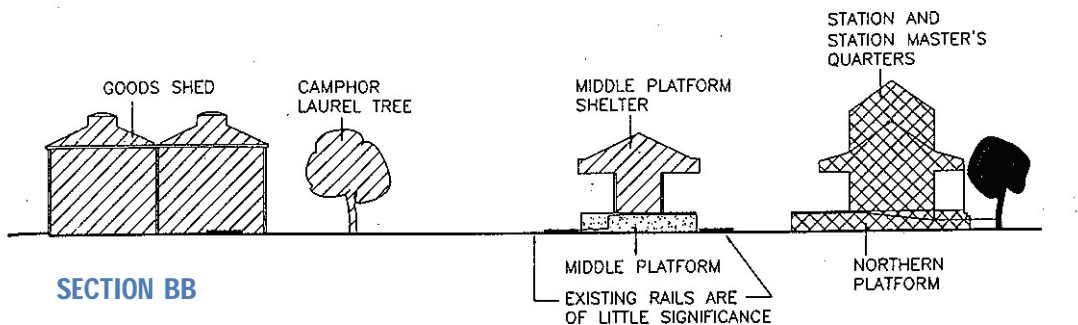 STATION AND
STATION MASTER'S
QUARTERS
GOODS SHED
CAMPHOR
LAUREL TREE
MIDDLE PLATFORM
SHELTER
MIDDLE PLATFORM
NORTHERN
PLATFORM
EXISTING RAILS ARE
OF LITTLE SIGNIFICANCE
SECTION BB